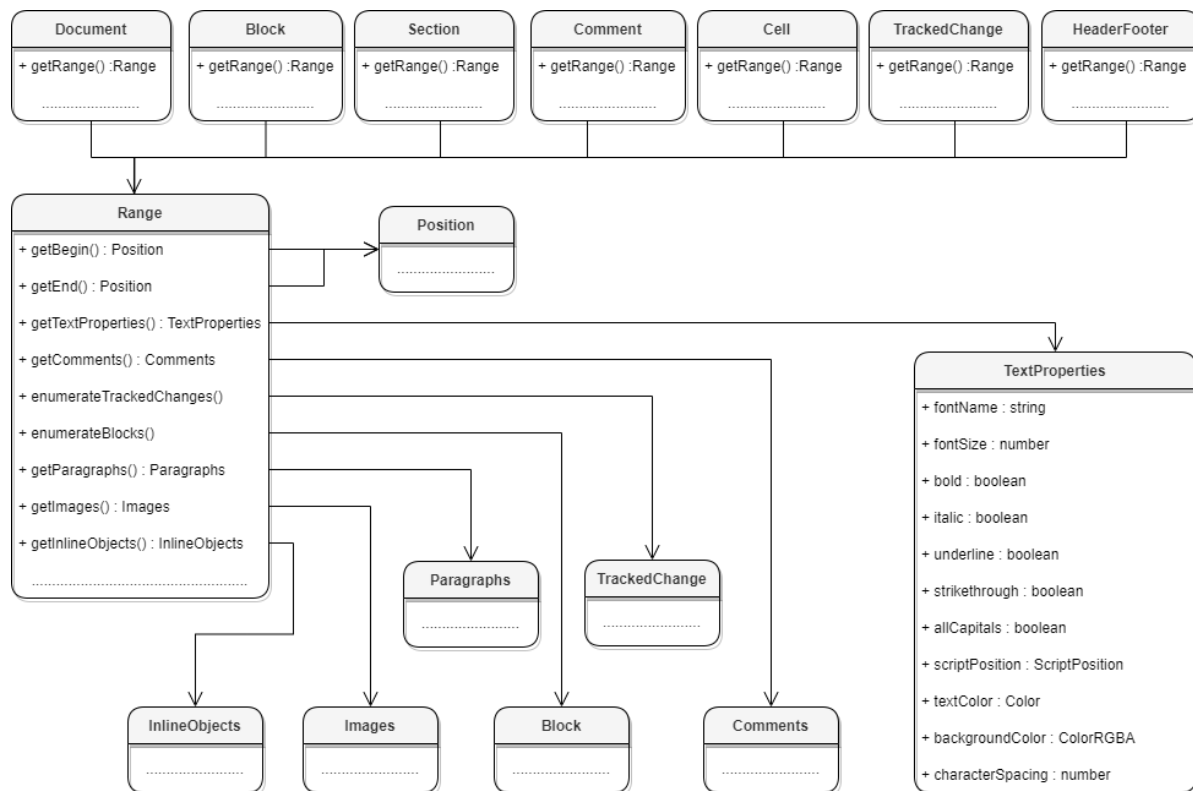 Document
+ getRange() :Range
........................
Block
+ getRange() :Range
........................
Section
+ getRange() :Range
........................
Comment
+ getRange() :Range
........................
Cell
+ getRange() :Range
........................
TrackedChange
+ getRange() :Range
........................
HeaderFooter
+ getRange() :Range
........................
Range
+ getBegin() : Position
+ getEnd() : Position
+ getTextProperties() : TextProperties
+ getComments() : Comments
+ enumerateTrackedChanges()
+ enumerateBlocks()
+ getParagraphs() : Paragraphs
+ getImages() : Images
+ getInlineObjects() : InlineObjects
.....................................................
Position
........................
TextProperties
+ fontName : string
+ fontSize : number
+ bold : boolean
+ italic : boolean
+ underline : boolean
+ strikethrough : boolean
+ allCapitals : boolean
+ scriptPosition : ScriptPosition
+ textColor : Color
+ backgroundColor : ColorRGBA
+ characterSpacing : number
Paragraphs
........................
TrackedChange
........................
InlineObjects
........................
Images
........................
Block
........................
Comments
........................